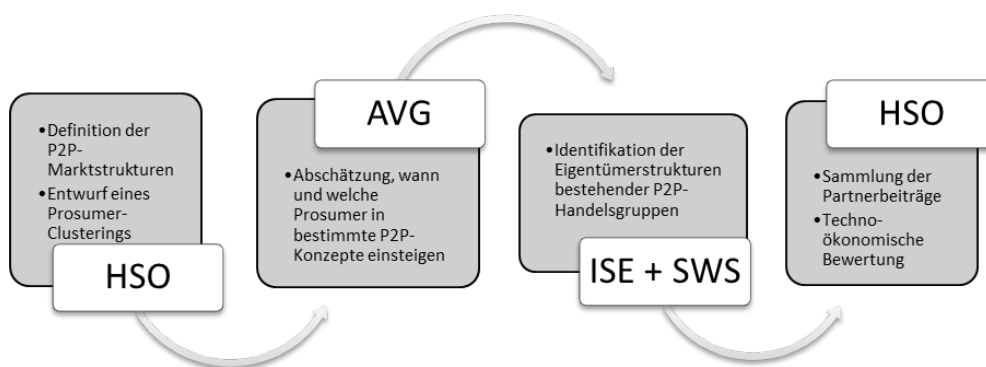 •Definition der
P2P-
Marktstrukturen
•Entwurf eines
Prosumer-
Clusterings
HSO
AVG
•Abschätzung, wann
und welche
Prosumer in
bestimmte P2P-
Konzepte einsteigen
•Identifikation der
Eigentümerstrukturen
bestehender P2P-
Handelsgruppen
ISE + SWS
HSO
•Sammlung der
Partnerbeiträge
•Techno-
ökonomische
Bewertung